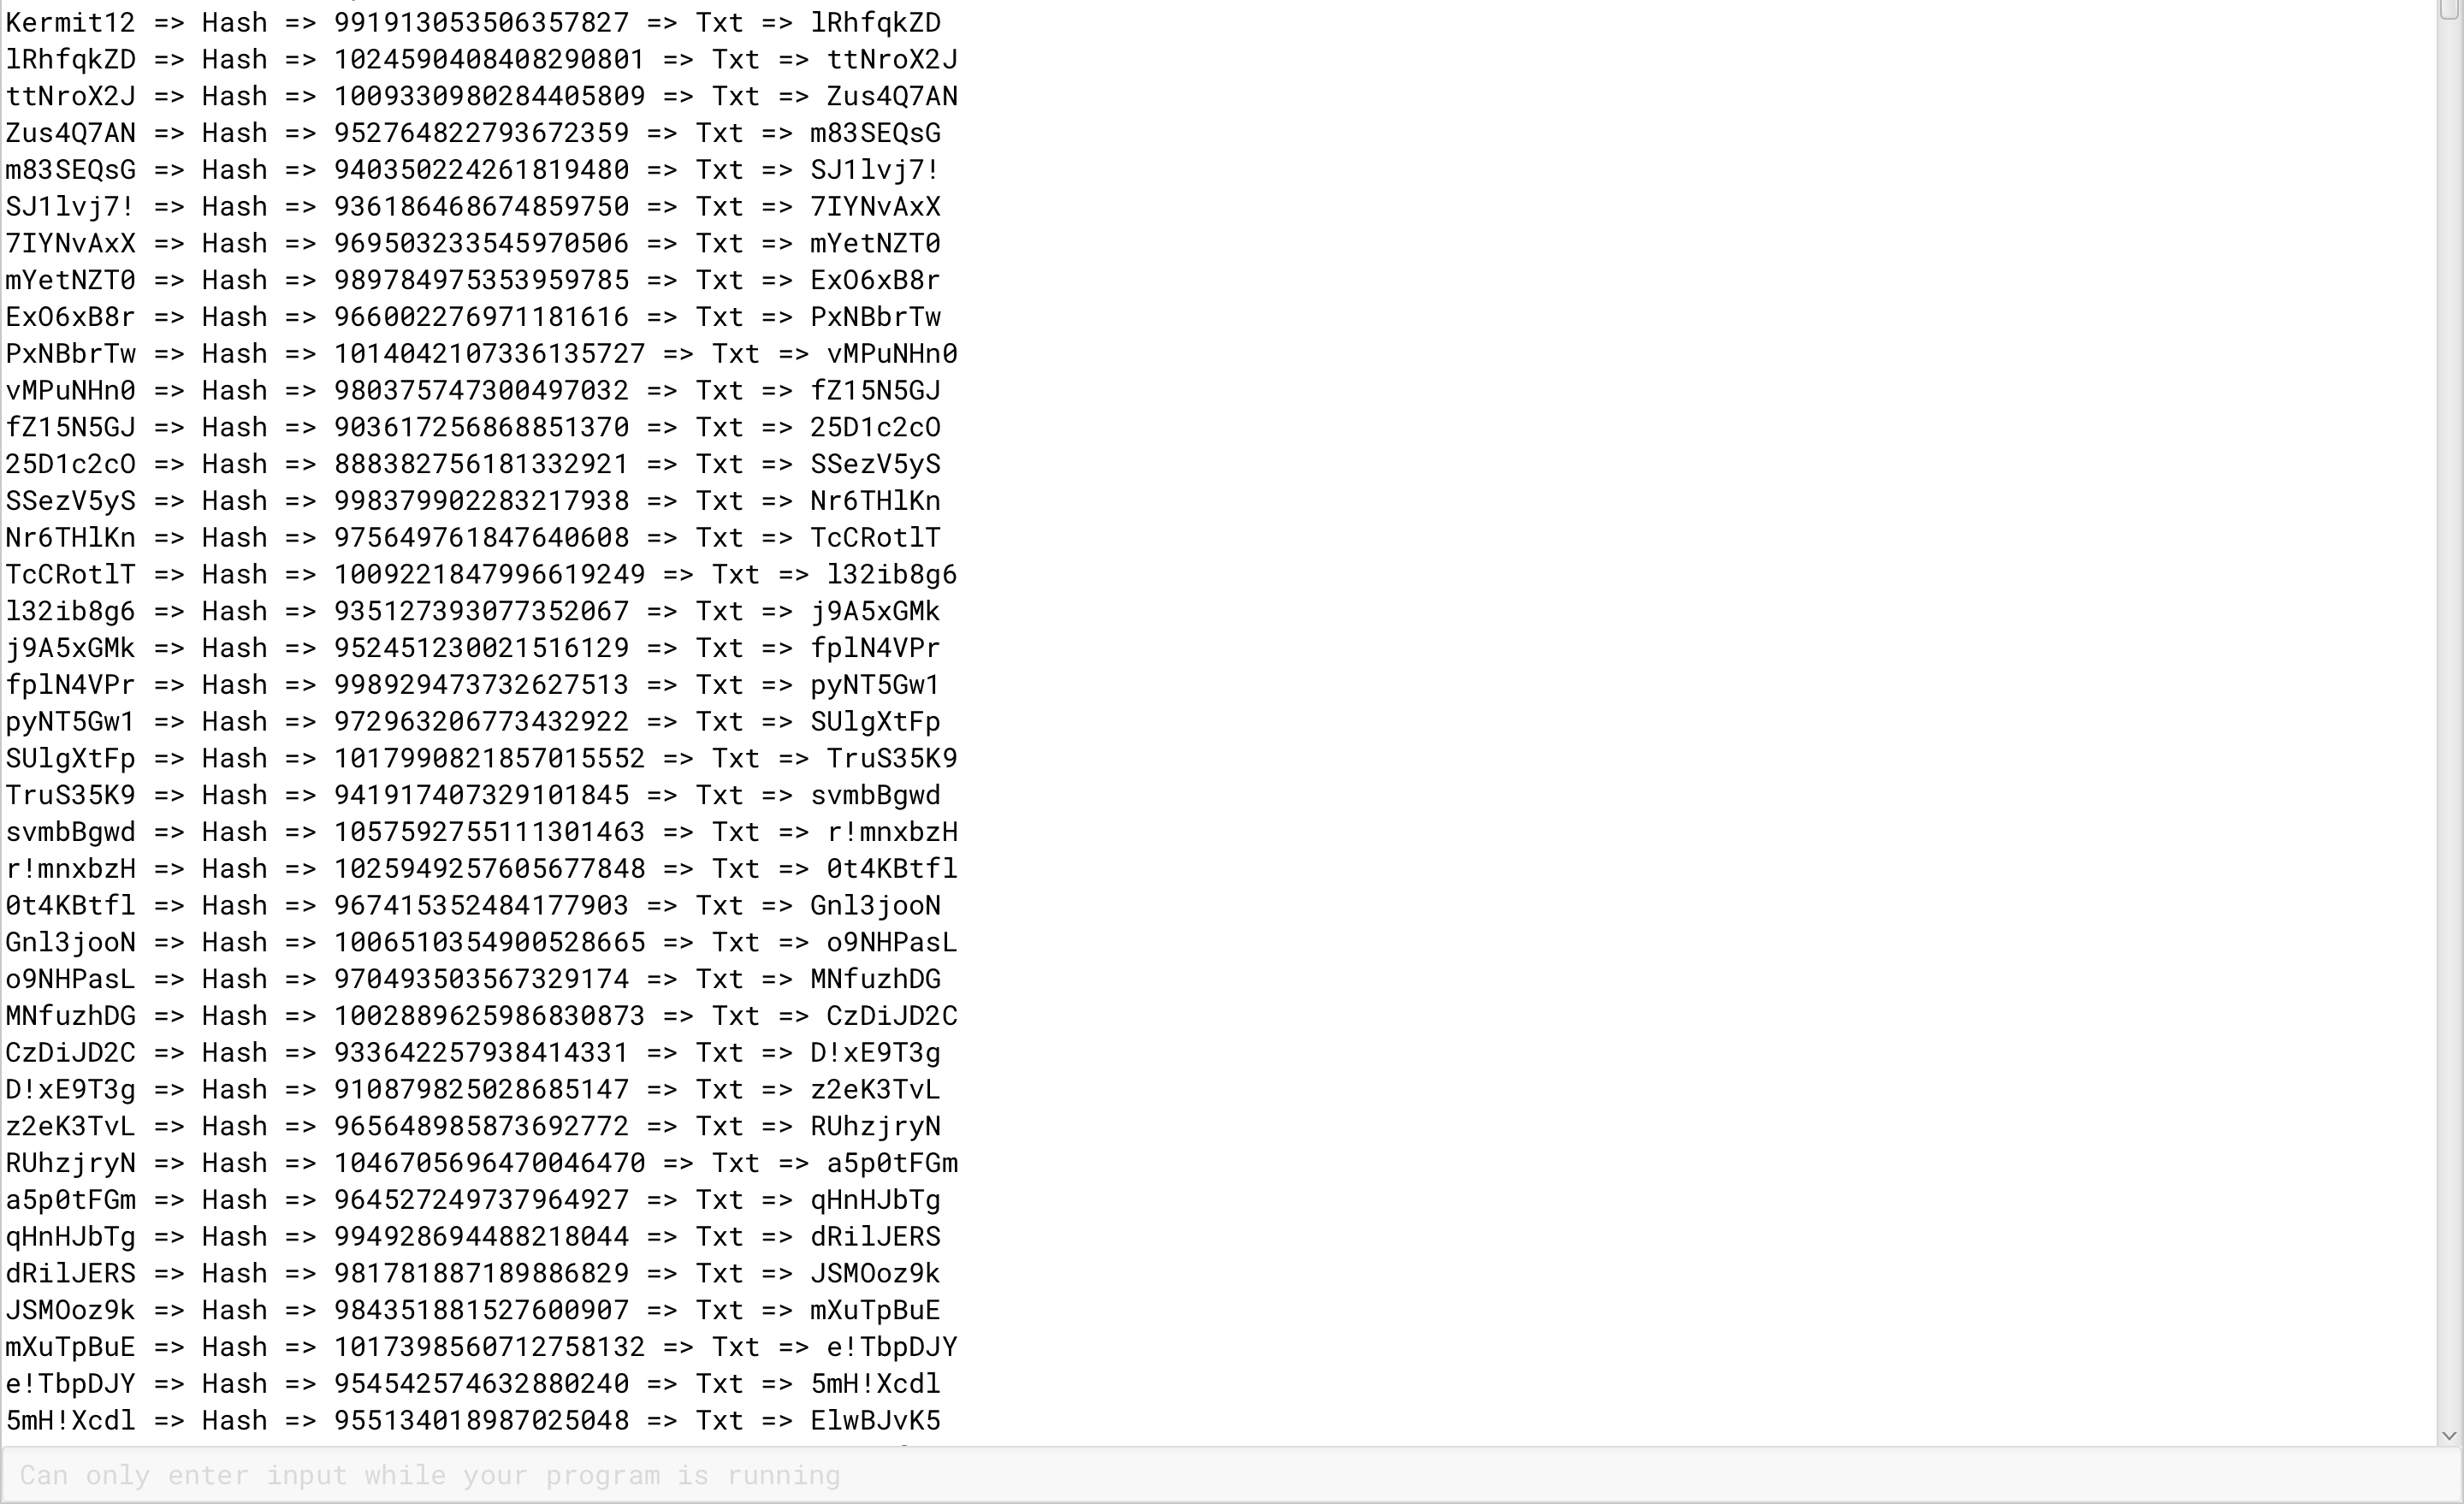 Kermit12 => Hash => 991913053506357827 => Txt => lRhfqkZD
lRhfqkZD => Hash => 1024590408408290801 => Txt => ttNroX2J
ttNroX2J => Hash => 1009330980284405809 => Txt => Zus4Q7AN
Zus4Q7AN => Hash => 952764822793672359 => Txt => m83SEQsG
m83SEQsG => Hash => 940350224261819480 => Txt => SJ1lvj7!
SJ1lvj7! => Hash => 936186468674859750 => Txt => 7IYNvAxX
7IYNvAxX => Hash => 969503233545970506 => Txt => mYetNZT0
mYetNZT0 => Hash => 989784975353959785 => Txt => ExO6xB8r
ExO6xB8r => Hash => 966002276971181616 => Txt => PxNBbrTw
PxNBbrTw => Hash => 1014042107336135727 => Txt => vMPuNHn0
vMPuNHn0 => Hash => 980375747300497032 => Txt => fZ15N5GJ
fZ15N5GJ => Hash => 903617256868851370 => Txt => 25D1c2cO
25D1c2cO => Hash => 888382756181332921 => Txt => SSezV5yS
SSezV5yS => Hash => 998379902283217938 => Txt => Nr6THlKn
Nr6THlKn => Hash => 975649761847640608 => Txt => TcCRotlT
TcCRotlT => Hash => 1009221847996619249 => Txt => l32ib8g6
l32ib8g6 => Hash => 935127393077352067 => Txt => j9A5xGMk
j9A5xGMk => Hash => 952451230021516129 => Txt => fplN4VPr
fplN4VPr => Hash => 998929473732627513 => Txt => pyNT5Gw1
pyNT5Gw1 => Hash => 972963206773432922 => Txt => SUlgXtFp
SUlgXtFp => Hash => 1017990821857015552 => Txt => TruS35K9
TruS35K9 => Hash => 941917407329101845 => Txt => svmbBgwd
svmbBgwd => Hash => 1057592755111301463 => Txt => r!mnxbzH
r!mnxbzH => Hash => 1025949257605677848 => Txt => 0t4KBtfl
0t4KBtfl => Hash => 967415352484177903 => Txt => Gnl3jooN
Gnl3jooN => Hash => 1006510354900528665 => Txt => o9NHPasL
o9NHPasL => Hash => 970493503567329174 => Txt => MNfuzhDG
MNfuzhDG => Hash => 1002889625986830873 => Txt => CzDiJD2C
CzDiJD2C => Hash => 933642257938414331 => Txt => D!xE9T3g
D!xE9T3g => Hash => 910879825028685147 => Txt => z2eK3TvL
z2eK3TvL => Hash => 965648985873692772 => Txt => RUhzjryN
RUhzjryN => Hash => 1046705696470046470 => Txt => a5p0tFGm
a5p0tFGm => Hash => 964527249737964927 => Txt => qHnHJbTg
qHnHJbTg => Hash => 994928694488218044 => Txt => dRilJERS
dRilJERS => Hash => 981781887189886829 => Txt => JSMOoz9k
JSMOoz9k => Hash => 984351881527600907 => Txt => mXuTpBuE
mXuTpBuE => Hash => 1017398560712758132 => Txt => e!TbpDJY
e!TbpDJY => Hash => 954542574632880240 => Txt => 5mH!Xcdl
5mH!Xcdl => Hash => 955134018987025048 => Txt => ElwBJvK5
Can only enter input while your program is running